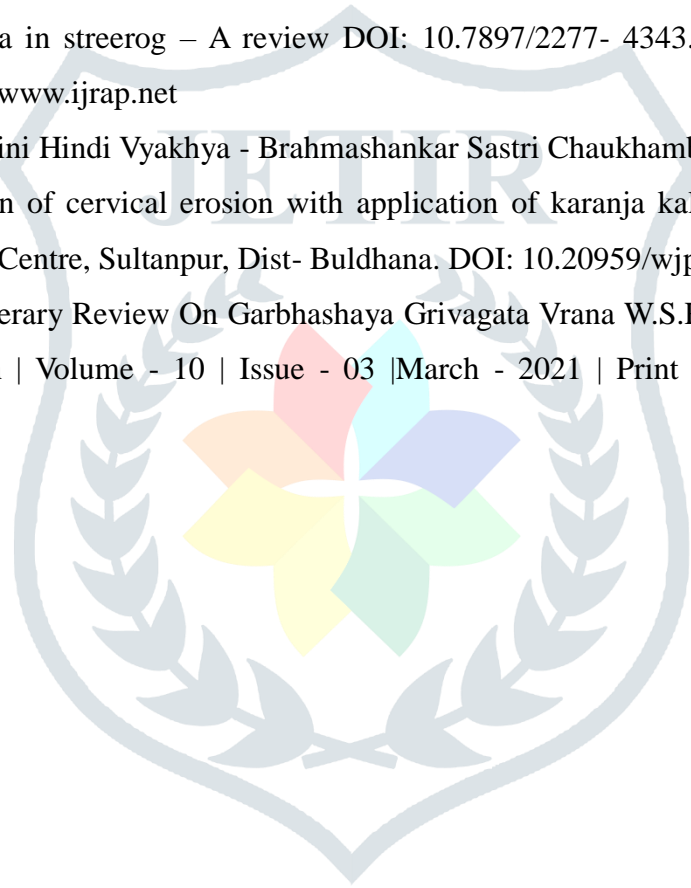 a in streerog – A review DOI: 10.7897/2277- 4343.
www.ijrap.net
ini Hindi Vyakhya - Brahmashankar Sastri Chaukhamb
JETIR
n of cervical erosion with application of karanja kal
Centre, Sultanpur, Dist- Buldhana. DOI: 10.20959/wjp
erary Review On Garbhashaya Grivagata Vrana W.S.
| Volume - 10 | Issue - 03 |March - 2021 | Print